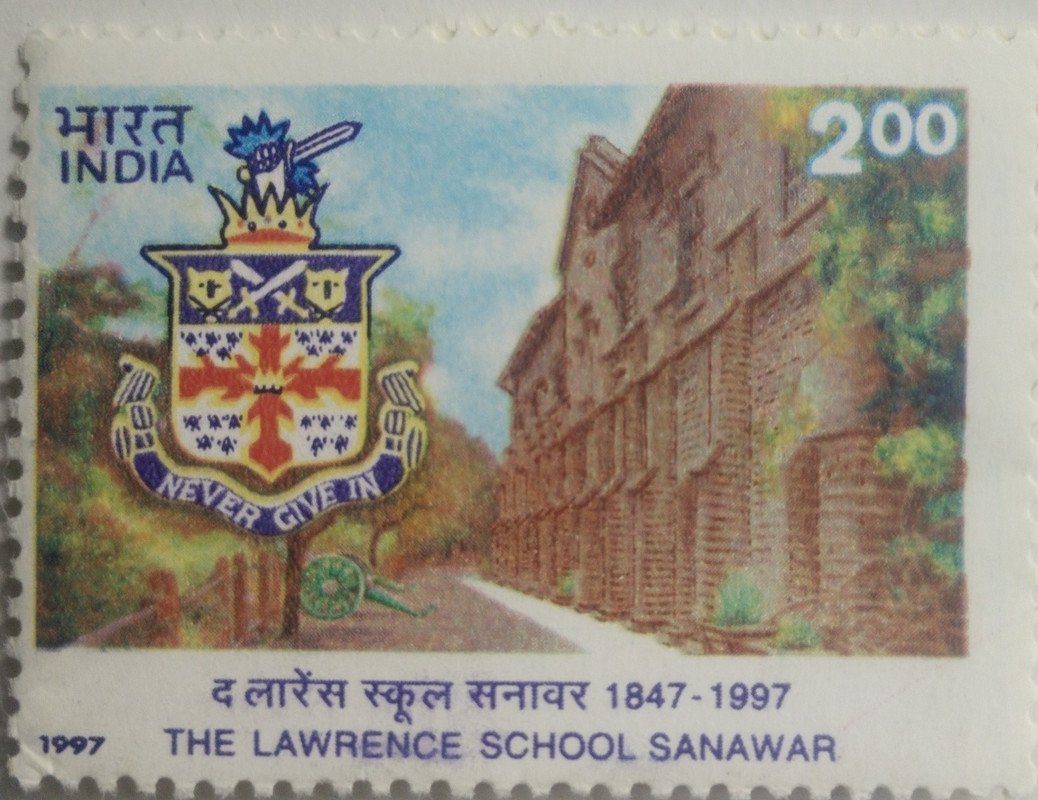 भारत
INDIA
2.00
NEVER GIVE IN
द लारेंस स्कूल सनावर 1847-1997
1997 THE LAWRENCE SCHOOL SANAWAR